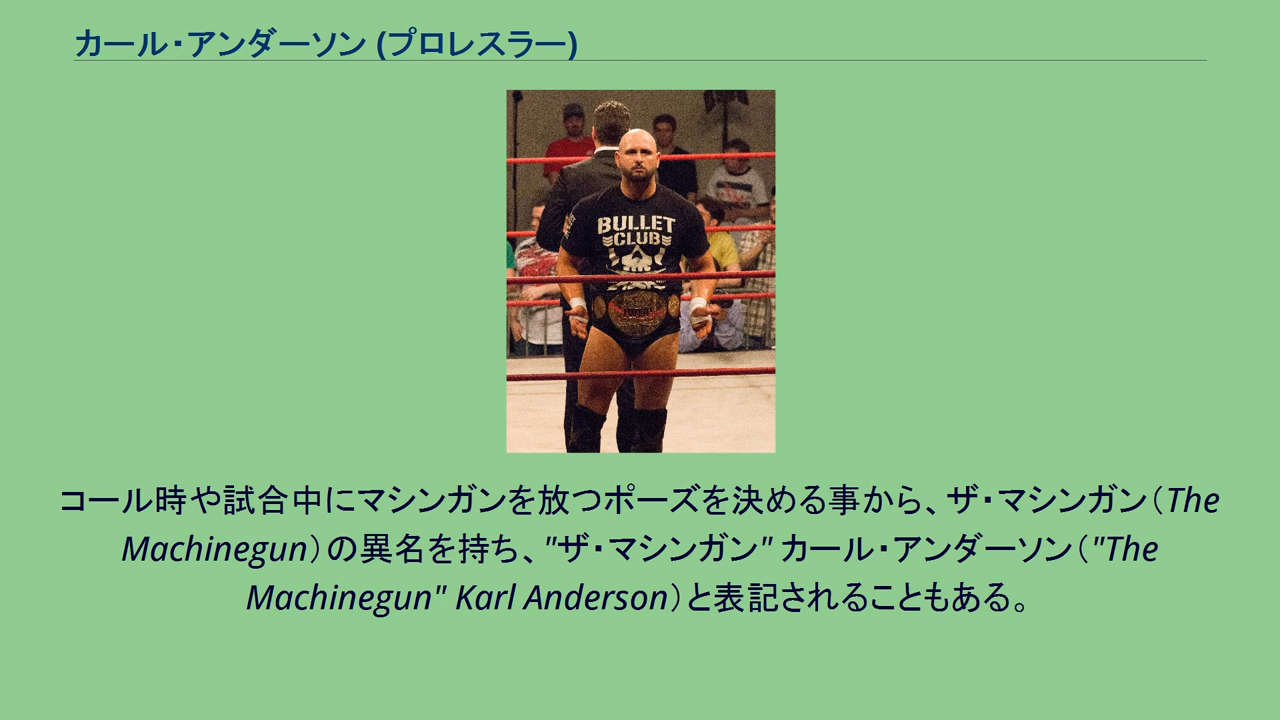 カール・アンダーソン (プロレスラー)
BULLET
CLUB
コール時や試合中にマシンガンを放つポーズを決める事から、ザ・マシンガン（The
Machinegun）の異名を持ち、"ザ・マシンガン" カール・アンダーソン（"The
Machinegun" Karl Anderson）と表記されることもある。